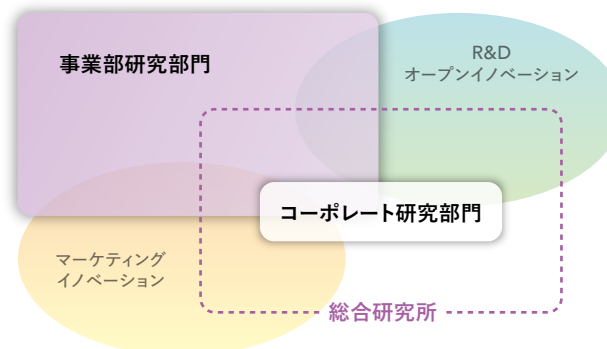 事業部研究部門
R&D
オープンイノベーション
コーポレート研究部門
マーケティング
イノベーション
総合研究所